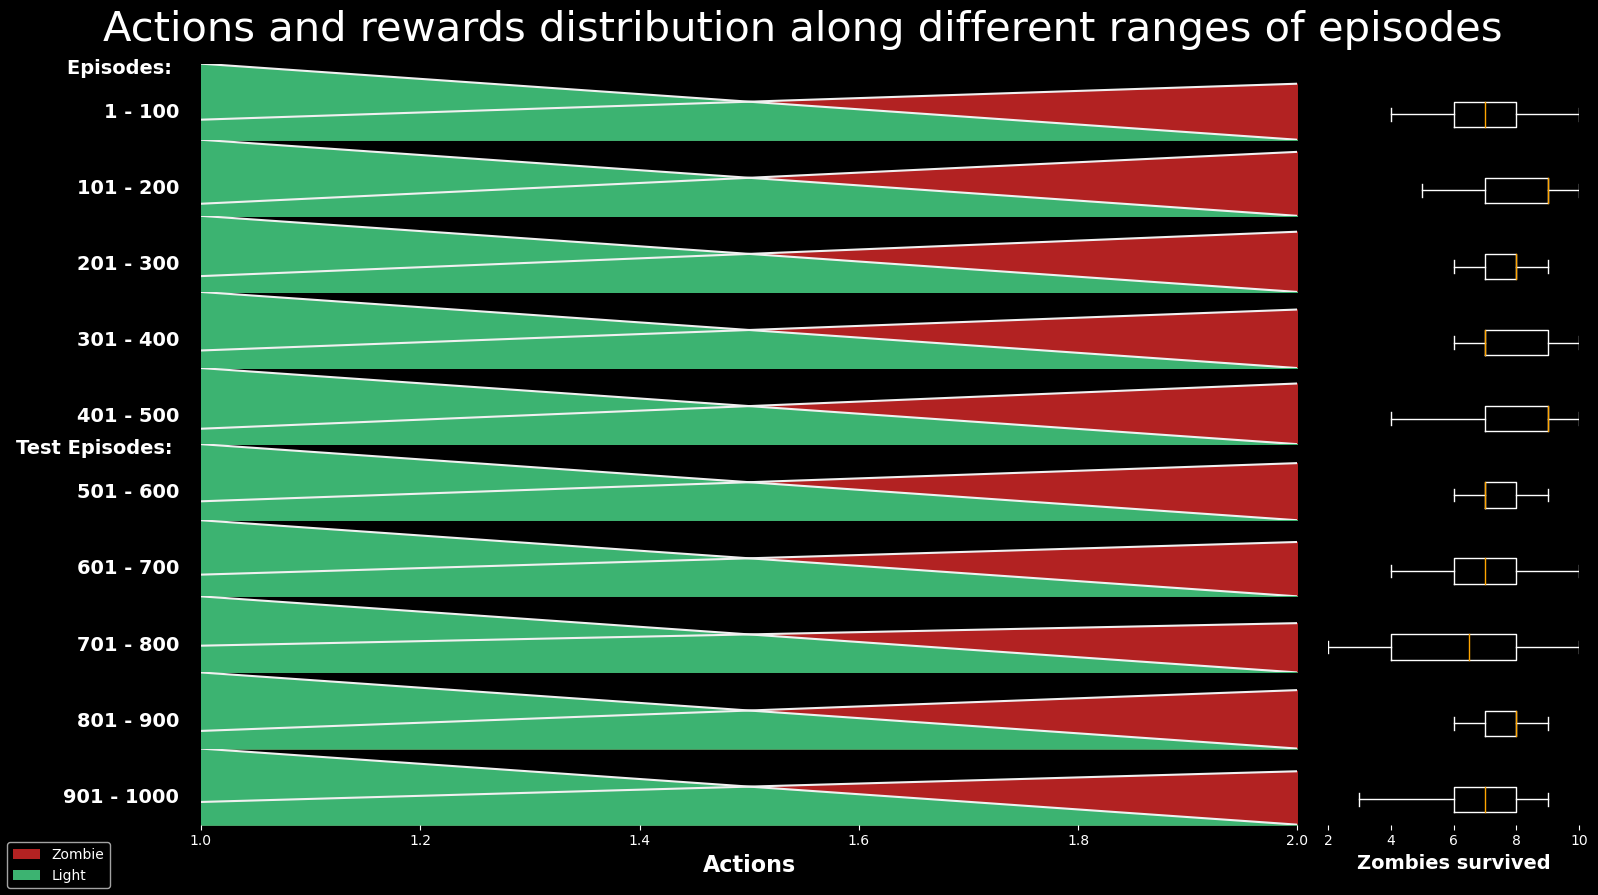 Actions and rewards distribution along different ranges of episodes
Episodes:
1 - 100
101 - 200
201 - 300
301 - 400
401 - 500
Test Episodes:
501 - 600
601 - 700
701 - 800
801 - 900
901 - 1000
1.0 1.2 1.4 1.6 1.8 2.0
Actions
2 4 6 8 10
Zombies survived
Zombie
Light